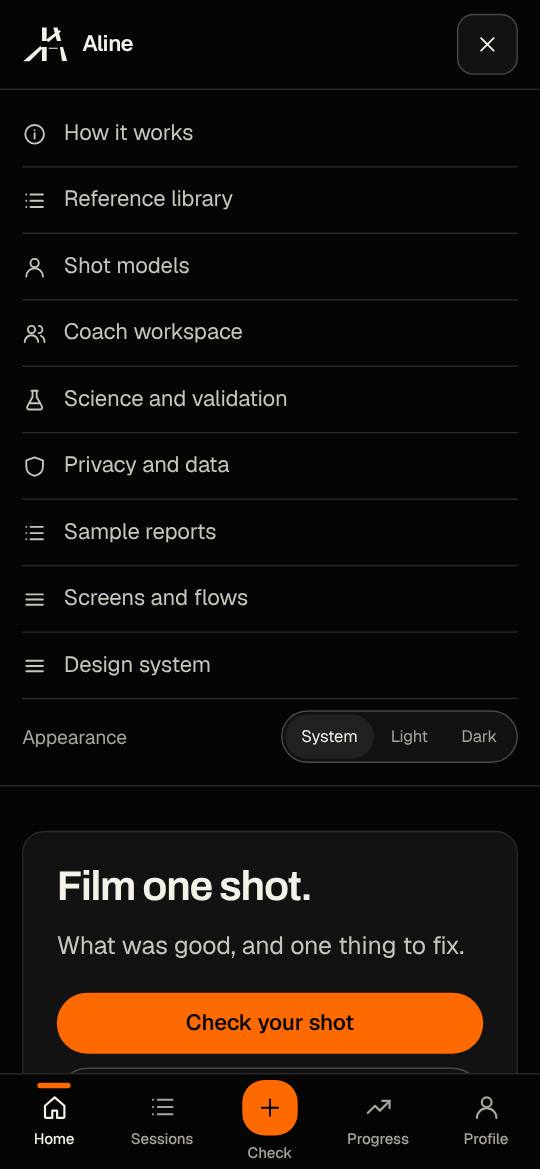 Aline
How it works
Reference library
Shot models
Coach workspace
Science and validation
Privacy and data
Sample reports
Screens and flows
Design system
Appearance System Light Dark
Film one shot.
What was good, and one thing to fix.
Check your shot
Home Sessions Check Progress Profile